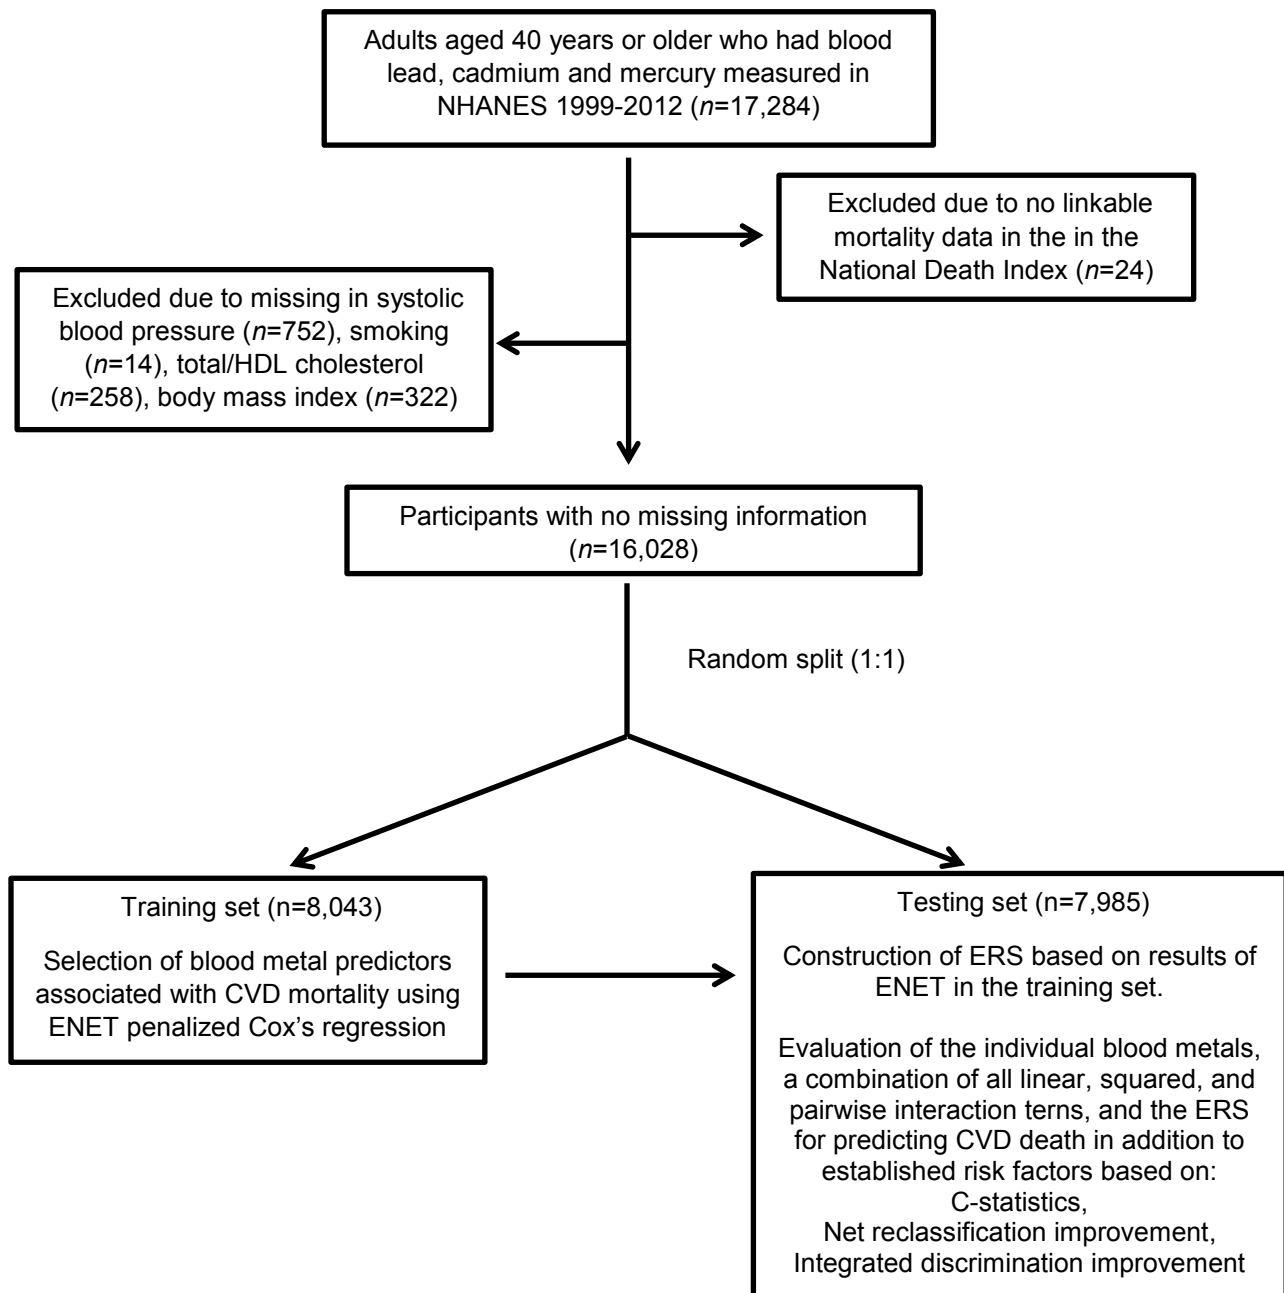 Adults aged 40 years or older who had blood
lead, cadmium and mercury measured in
NHANES 1999-2012 (n=17,284)
Excluded due to no linkable
mortality data in the in the
National Death Index (n=24)
Excluded due to missing in systolic
blood pressure (n=752), smoking
(n=14), total/HDL cholesterol
(n=258), body mass index (n=322)
Participants with no missing information
(n=16,028)
Random split (1:1)
Training set (n=8,043)
Selection of blood metal predictors
associated with CVD mortality using
ENET penalized Cox's regression
Testing set (n=7,985)
Construction of ERS based on results of
ENET in the training set.
Evaluation of the individual blood metals,
a combination of all linear, squared, and
pairwise interaction terns, and the ERS
for predicting CVD death in addition to
established risk factors based on:
C-statistics,
Net reclassification improvement,
Integrated discrimination improvement